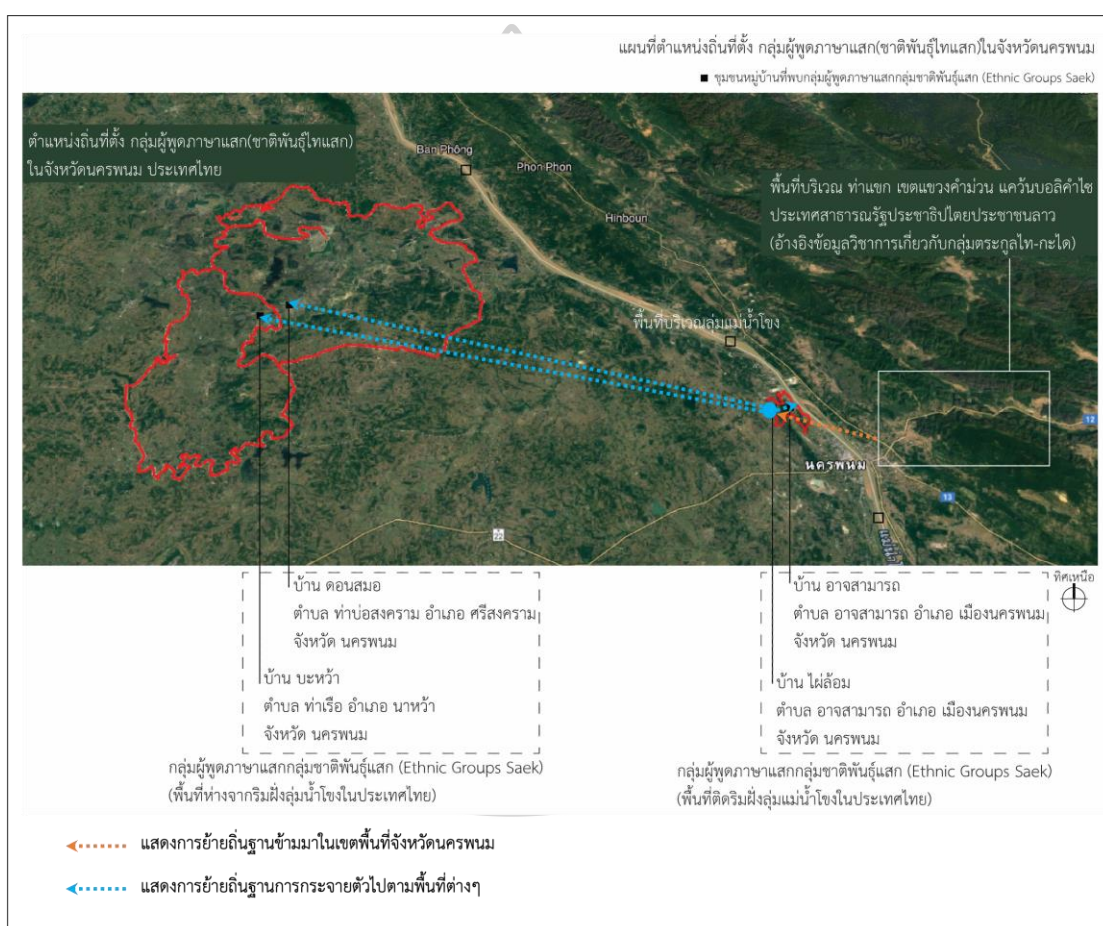 แผนที่ตำแหน่งถิ่นที่ตั้ง กลุ่มผู้พูดภาษาแสก(ชาติพันธุ์ไทแสก)ในจังหวัดนครพนม
■ ชุมชนหมู่บ้านที่พบกลุ่มผู้พูดภาษาแสกกลุ่มชาติพันธุ์แสก (Ethnic Groups Saek)
ตำแหน่งถิ่นที่ตั้ง กลุ่มผู้พูดภาษาแสก(ชาติพันธุ์ไทแสก)
ในจังหวัดนครพนม ประเทศไทย
Ban Phông
Phon Phon
Hinboun
พื้นที่บริเวณ ท่าแขก เขตแขวงคำม่วน แคว้นบอลิคำไซ
ประเทศสาธารณรัฐประชาธิปไตยประชาชนลาว
(อ้างอิงข้อมูลวิชาการเกี่ยวกับกลุ่มตระกูลไท-กะได)
พื้นที่บริเวณลุ่มแม่น้ำโขง
12
นครพนม
13
22
ทิศเหนือ
บ้าน ดอนสมอ
ตำบล ท่าบ่อสงคราม อำเภอ ศรีสงคราม
จังหวัด นครพนม
บ้าน บะหว้า
ตำบล ท่าเรือ อำเภอ นาหว้า
จังหวัด นครพนม
กลุ่มผู้พูดภาษาแสกกลุ่มชาติพันธุ์แสก (Ethnic Groups Saek)
(พื้นที่ห่างจากริมฝั่งลุ่มน้ำโขงในประเทศไทย)
บ้าน อาจสามารถ
ตำบล อาจสามารถ อำเภอ เมืองนครพนม
จังหวัด นครพนม
บ้าน ไผ่ล้อม
ตำบล อาจสามารถ อำเภอ เมืองนครพนม
จังหวัด นครพนม
กลุ่มผู้พูดภาษาแสกกลุ่มชาติพันธุ์แสก (Ethnic Groups Saek)
(พื้นที่ติดริมฝั่งลุ่มแม่น้ำโขงในประเทศไทย)
แสดงการย้ายถิ่นฐานข้ามมาในเขตพื้นที่จังหวัดนครพนม
แสดงการย้ายถิ่นฐานการกระจายตัวไปตามพื้นที่ต่างๆ